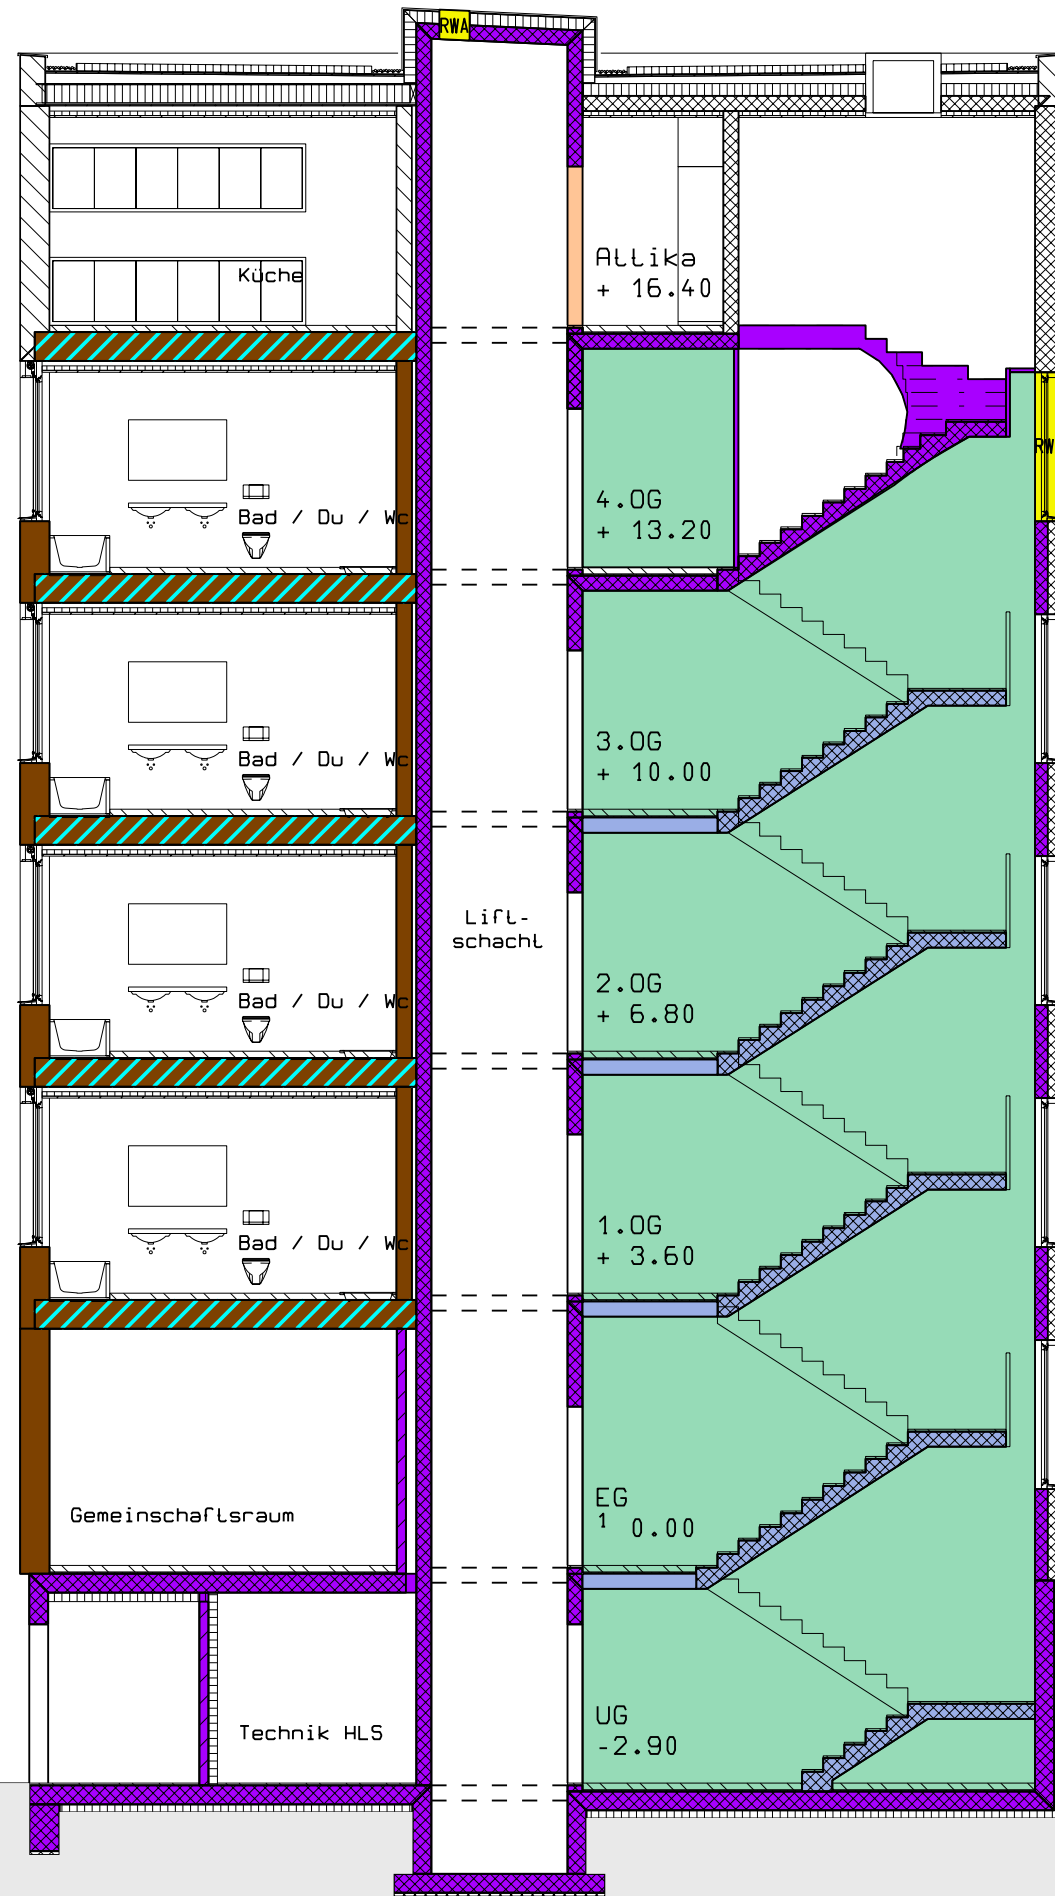 RWA
Küche
Attika
+ 16.40
4.OG
+ 13.20
Bad / Du / Wc
RW
3.OG
+ 10.00
Bad / Du / Wc
Lift-
schacht
2.OG
+ 6.80
Bad / Du / Wc
1.OG
+ 3.60
Bad / Du / Wc
Gemeinschaftsraum
EG
1 0.00
Technik HLS
UG
-2.90